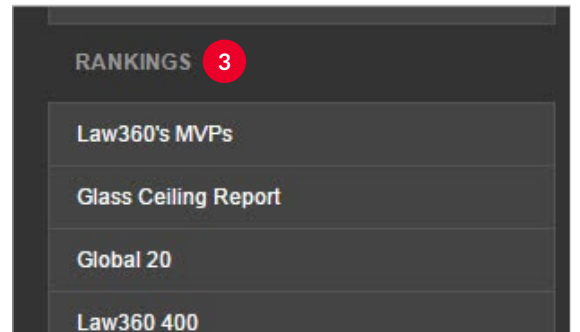 RANKINGS 3
Law360's MVPs
Glass Ceiling Report
Global 20
Law360 400